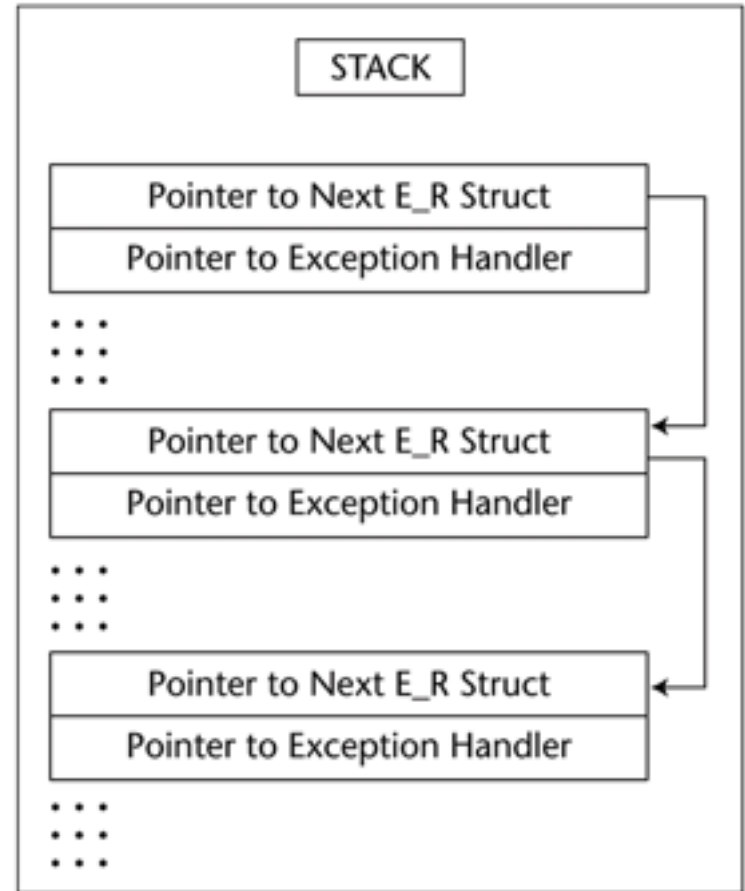 STACK
Pointer to Next E_R Struct
Pointer to Exception Handler
Pointer to Next E_R Struct
Pointer to Exception Handler
Pointer to Next E_R Struct
Pointer to Exception Handler